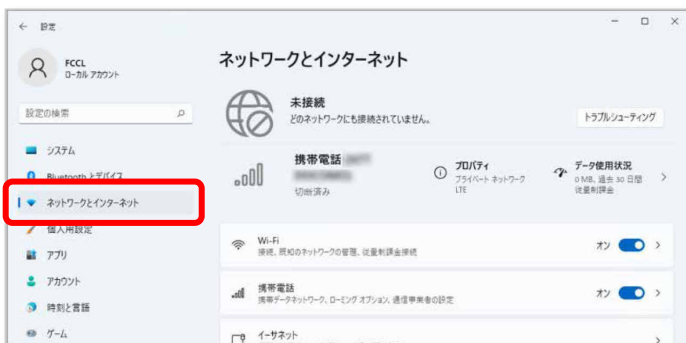 設定
FCCL
ローカル アカウント
設定の検索
システム
Bluetooth とデバイス
ネットワークとインターネット
個人用設定
アプリ
アカウント
時刻と言語
ゲーム
ネットワークとインターネット
未接続
どのネットワークにも接続されていません。
トラブルシューティング
携帯電話
切断済み
プロパティ
プライベート ネットワーク
LTE
データ使用状況
0 MB、過去 30 日間
従量制課金
Wi-Fi
接続、既知のネットワークの管理、従量制課金接続
オン
携帯電話
携帯データネットワーク、ローミング オプション、通信事業者の設定
オン
イーサネット